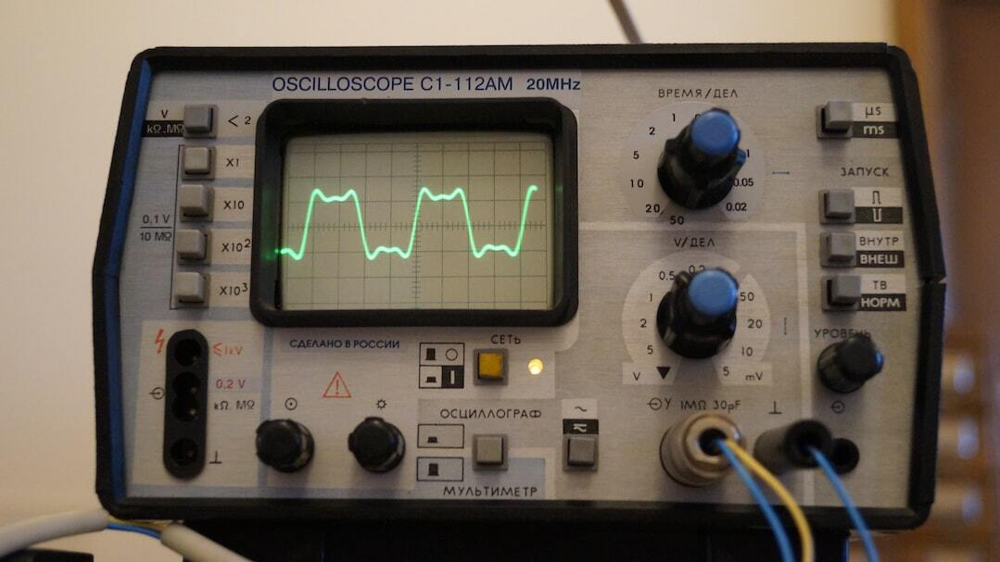 OSCILLOSCOPE C1-112AM 20MHz
V
kΩ.MΩ
< 2
X1
X10
0,1 V
10 MΩ
X10²
X10³
ВРЕМЯ/ДЕЛ
1
2
5
10
20
50
0.05
0.02
μs
ms
ЗАПУСК
ВНУТР
ВНЕШ
ТВ
НОРМ
УРОВЕНЬ
V/ДЕЛ
0.5
0.2
1
2
5
V
50
20
10
5
mV
Y 1MΩ 30pF
⊥
СДЕЛАНО В РОССИИ
СЕТЬ
≤1kV
0,2 V
kΩ. MΩ
⊥
ОСЦИЛЛОГРАФ
МУЛЬТИМЕТР
~